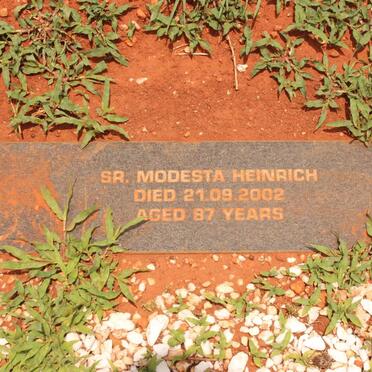 SR. MODESTA HEINRICH
DIED 21.09.2002
AGED 87 YEARS